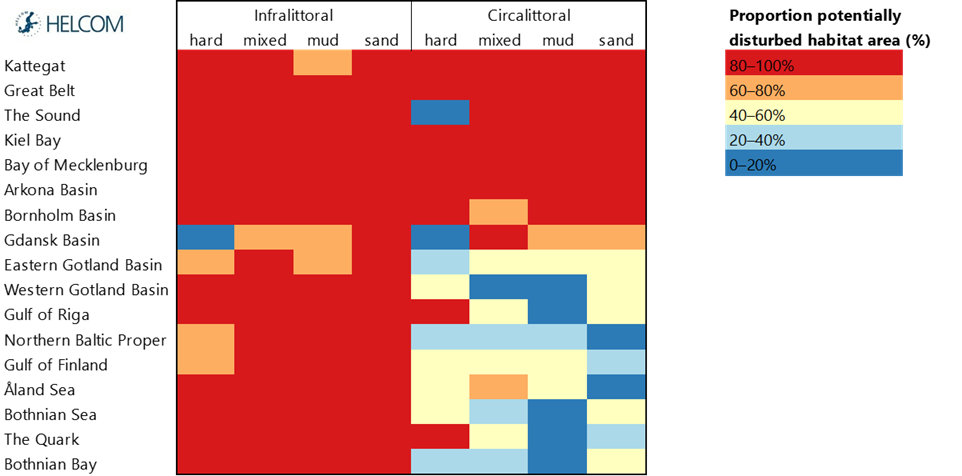 HELCOM
Infralittoral Circalittoral
hard mixed mud sand hard mixed mud sand
Kattegat
Great Belt
The Sound
Kiel Bay
Bay of Mecklenburg
Arkona Basin
Bornholm Basin
Gdansk Basin
Eastern Gotland Basin
Western Gotland Basin
Gulf of Riga
Northern Baltic Proper
Gulf of Finland
Åland Sea
Bothnian Sea
The Quark
Bothnian Bay
Proportion potentially
disturbed habitat area (%)
80–100%
60–80%
40–60%
20–40%
0–20%